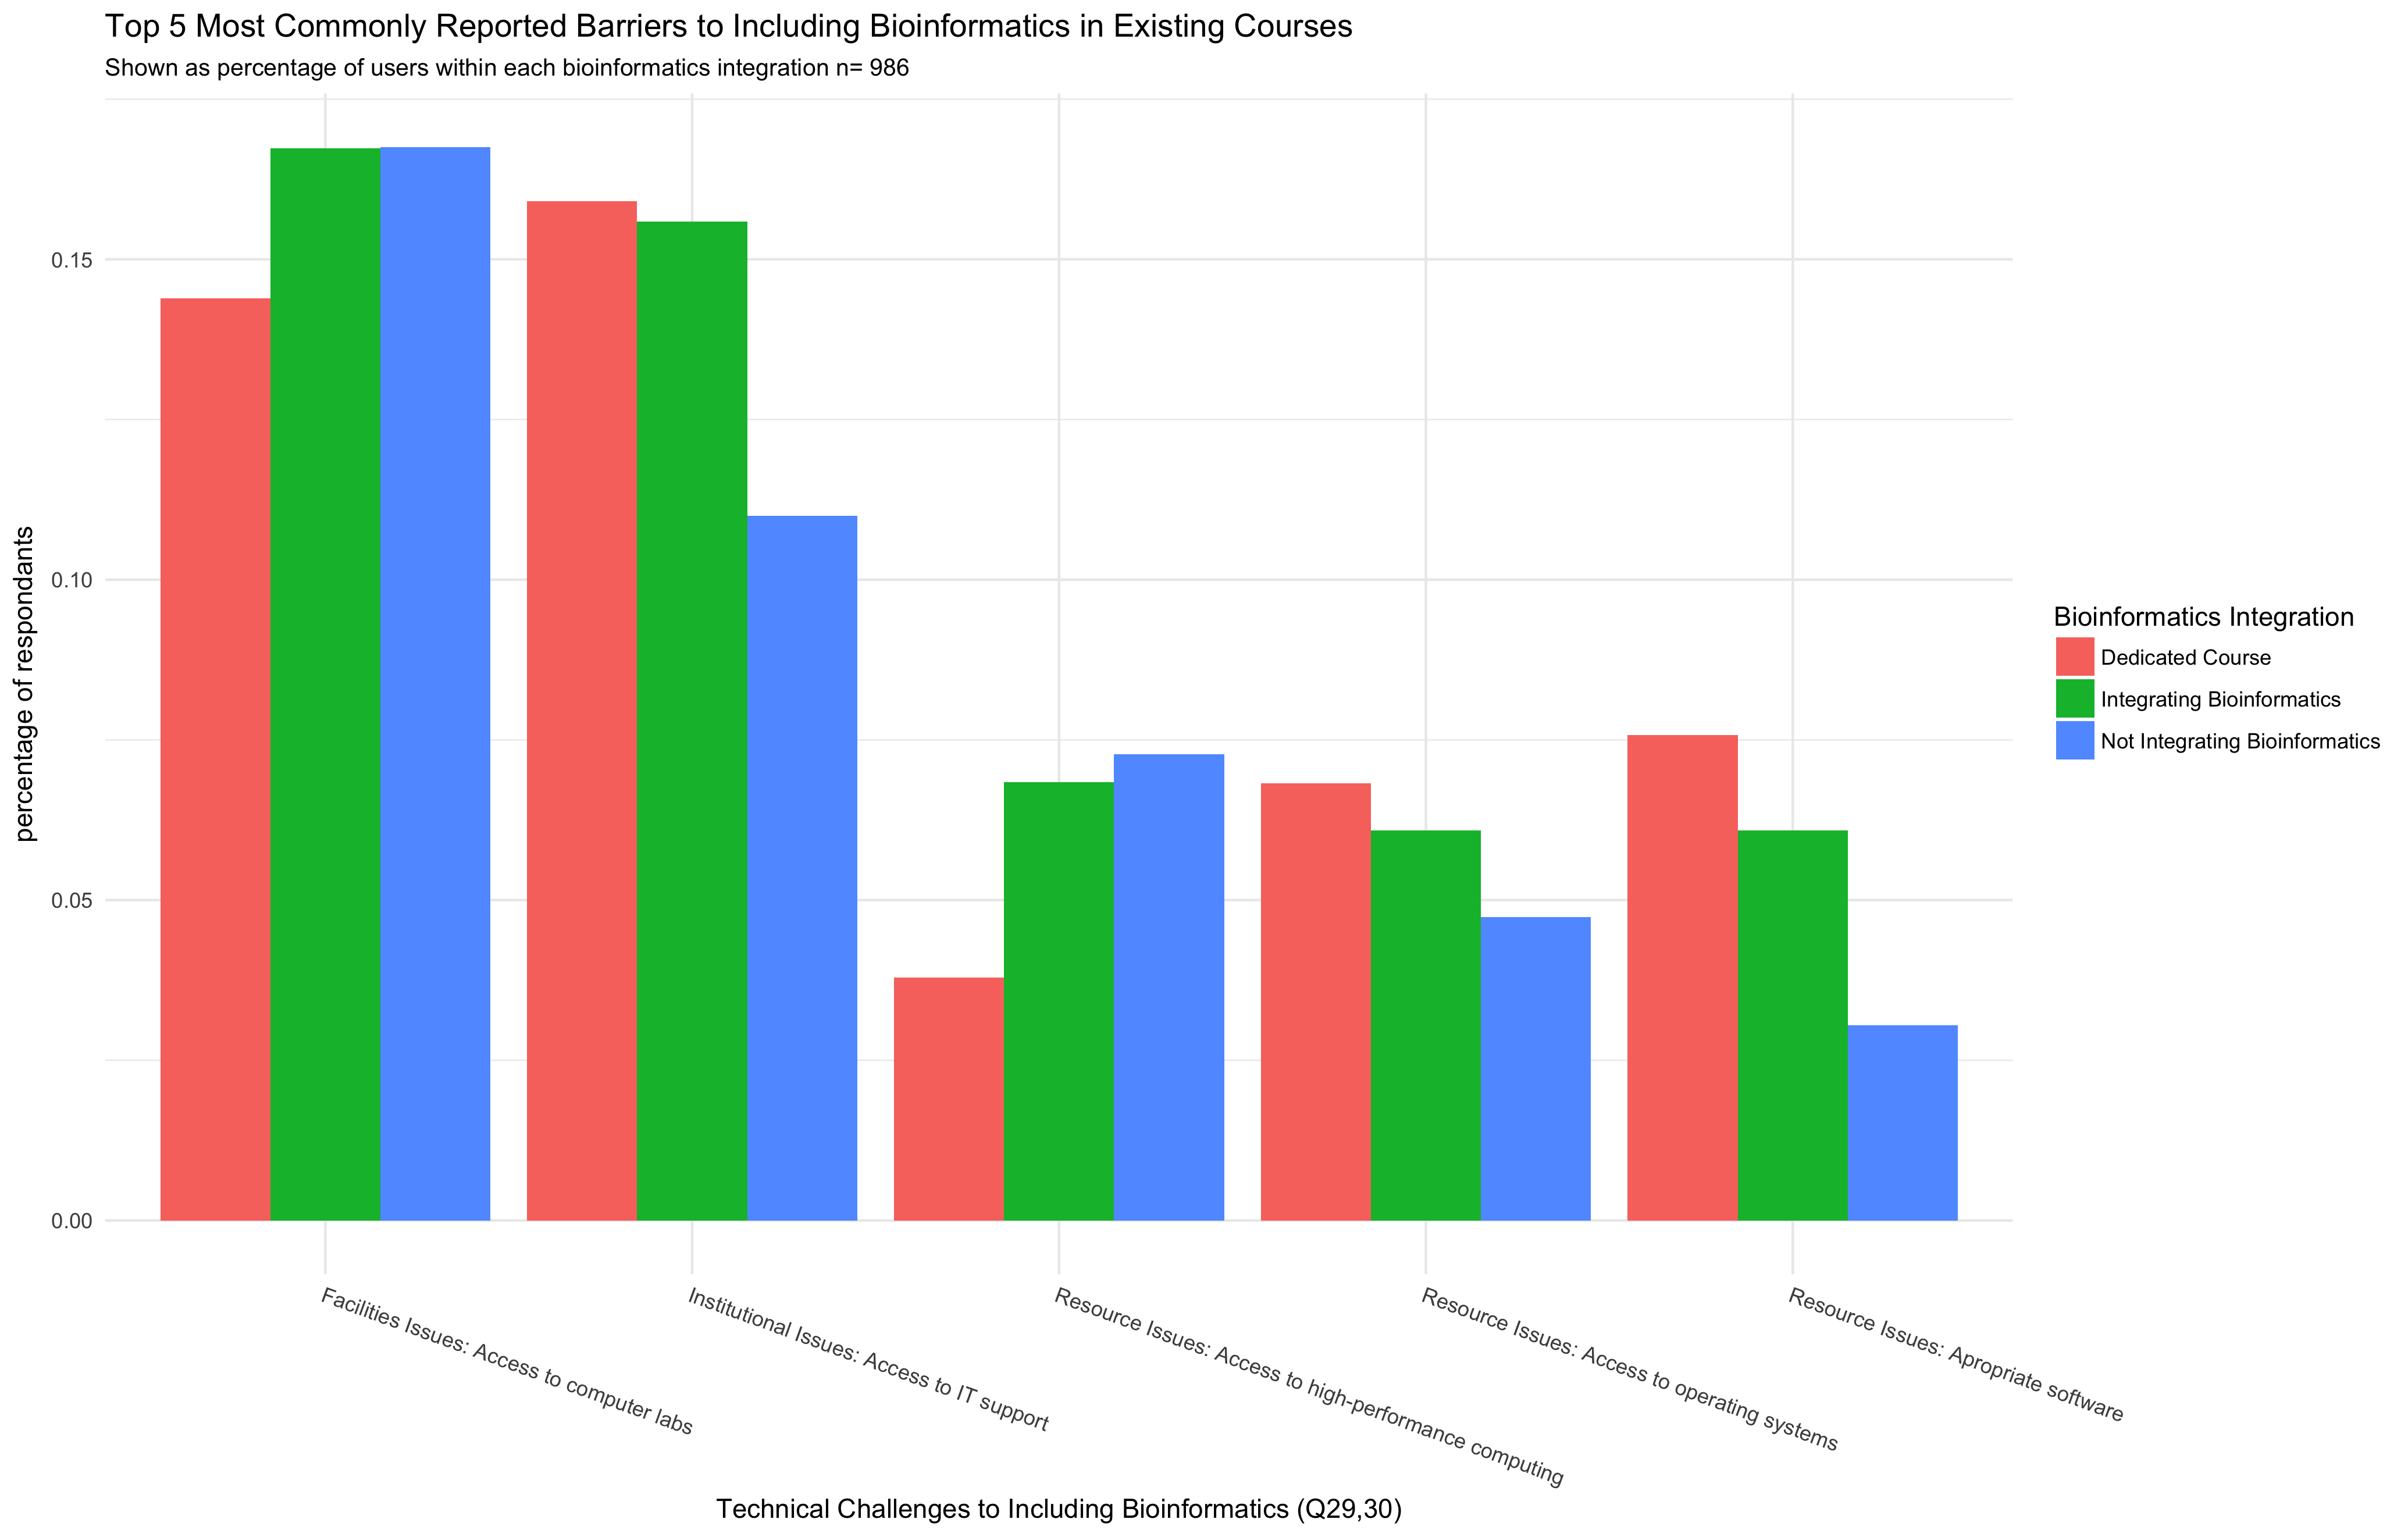 Top 5 Most Commonly Reported Barriers to Including Bioinformatics in Existing Courses
Shown as percentage of users within each bioinformatics integration n= 986
percentage of respondants
0.15
0.10
0.05
0.00
Facilities Issues: Access to computer labs
Institutional Issues: Access to IT support
Resource Issues: Access to high-performance computing
Resource Issues: Access to operating systems
Resource Issues: Apropriate software
Technical Challenges to Including Bioinformatics (Q29,30)
Bioinformatics Integration
Dedicated Course
Integrating Bioinformatics
Not Integrating Bioinformatics